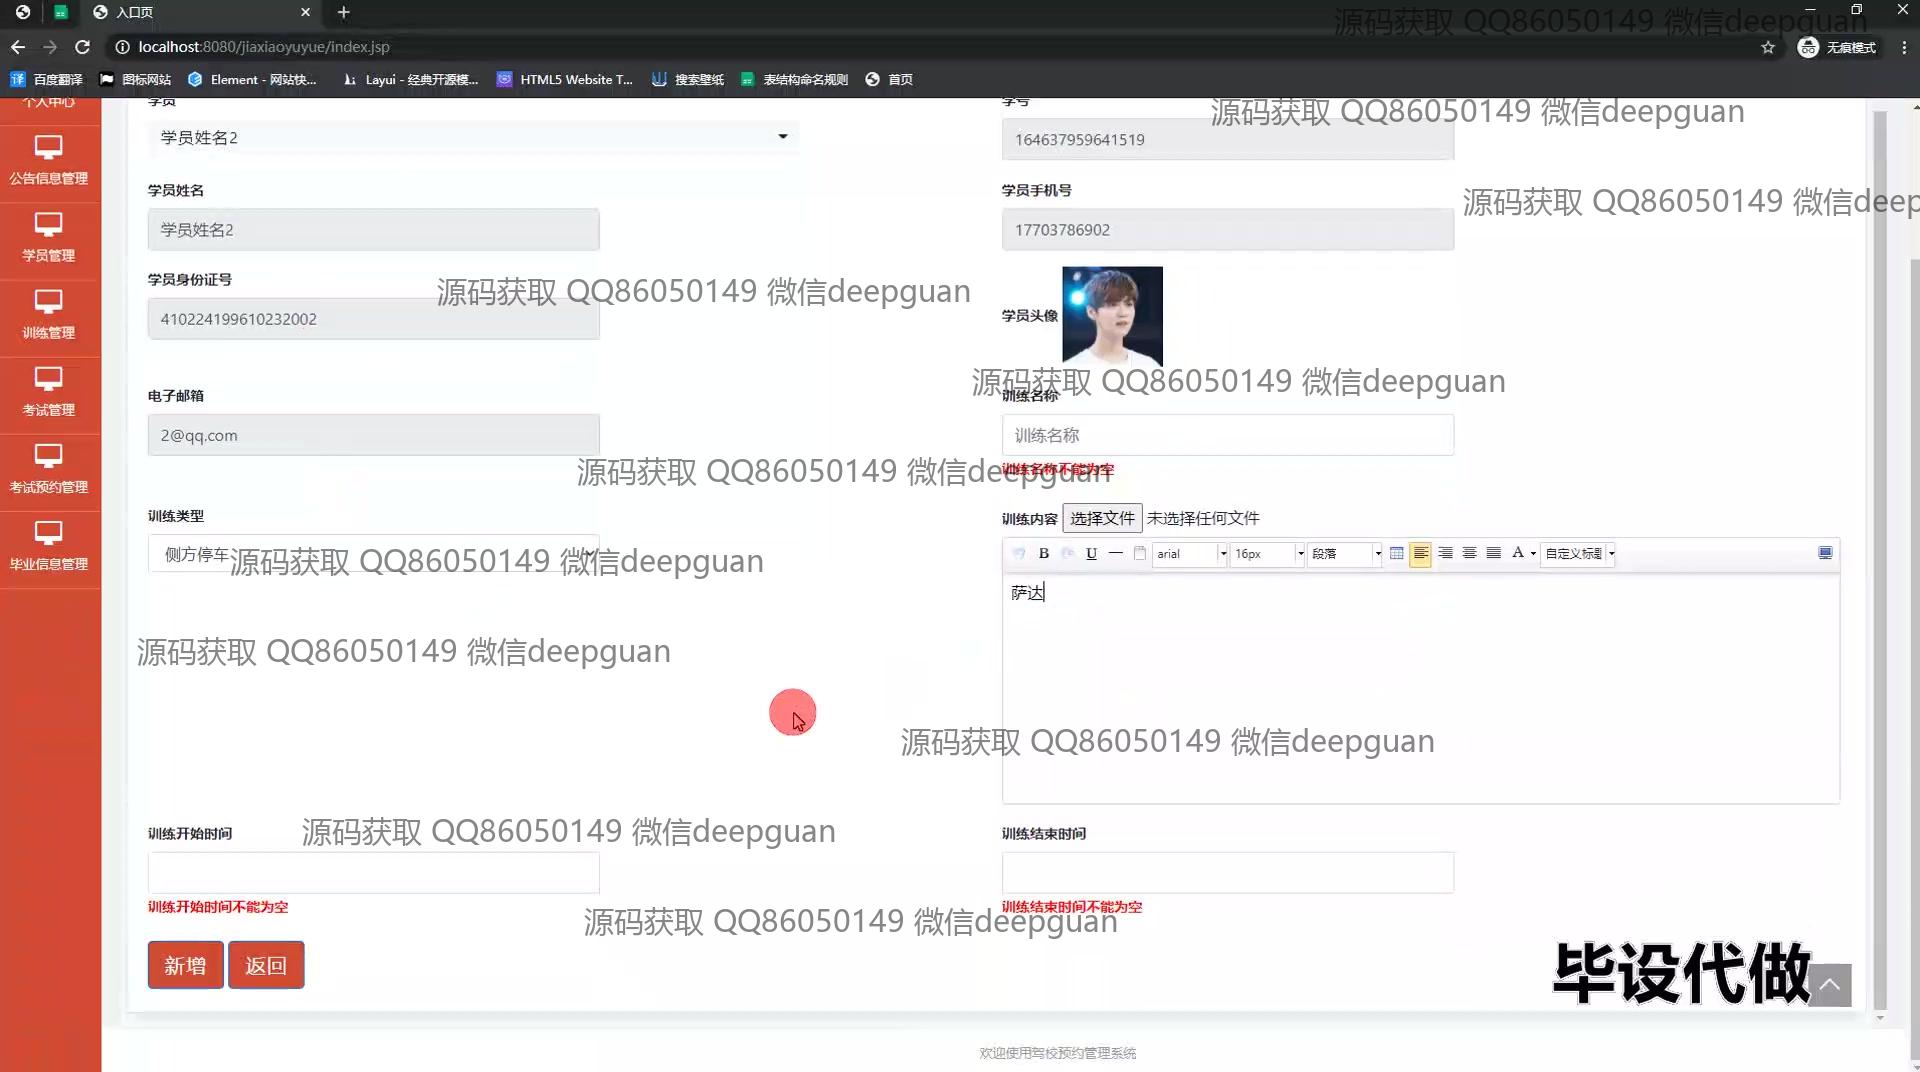 入口页
源码获取 QQ86050149 微信deepguan
localhost:8080/jiaxiaoyuyue/index.jsp
无痕模式
百度翻译 图标网站 Element - 网站快... Layui - 经典开源模... HTML5 Website T... 搜索壁纸 表结构命名规则 首页
个人中心
学员
学号
源码获取 QQ86050149 微信deepguan
学员姓名2
164637959641519
公告信息管理
学员姓名
学员手机号
源码获取 QQ86050149 微信deep
学员姓名2
17703786902
学员管理
学员身份证号
源码获取 QQ86050149 微信deepguan
410224199610232002
学员头像
训练管理
源码获取 QQ86050149 微信deepguan
电子邮箱
训练名称
考试管理
2@qq.com
训练名称
源码获取 QQ86050149 微信deepguan
训练名称不能为空
考试预约管理
训练类型
训练内容 选择文件 未选择任何文件
侧方停车
源码获取 QQ86050149 微信deepguan
B U arial 16px 段落 A 自定义标题
毕业信息管理
萨达
源码获取 QQ86050149 微信deepguan
源码获取 QQ86050149 微信deepguan
训练开始时间
源码获取 QQ86050149 微信deepguan
训练结束时间
训练开始时间不能为空
训练结束时间不能为空
源码获取 QQ86050149 微信deepguan
新增 返回
毕设代做
欢迎使用驾校预约管理系统